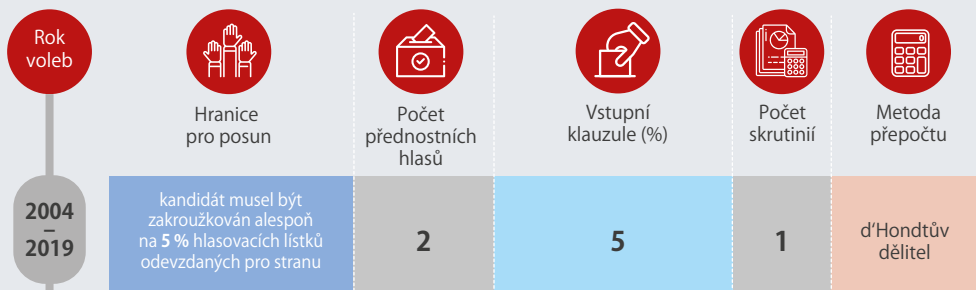 Rok
voleb
Hranice
pro posun
Počet
přednostních
hlasů
Vstupní
klauzule (%)
Počet
skrutinií
Metoda
přepočtu
2004
–
2019
kandidát musel být
zakroužkován alespoň
na 5 % hlasovacích lístků
odevzdaných pro stranu
2
5
1
d‘Hondtův
dělitel